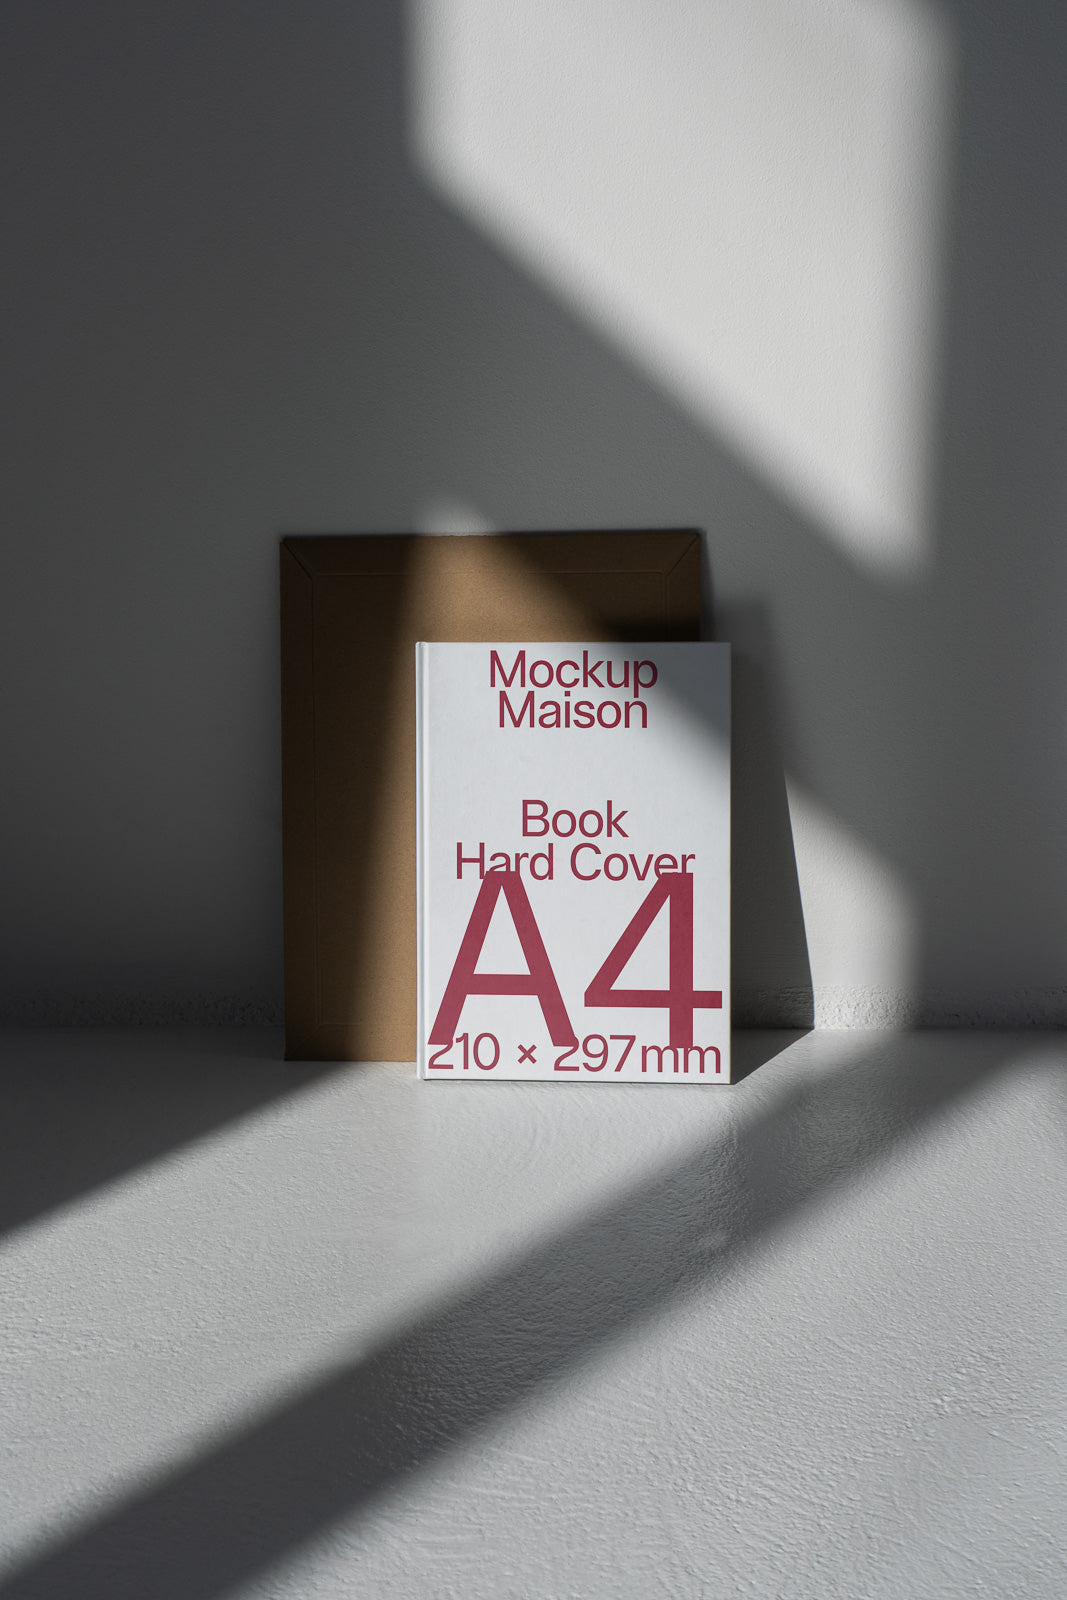 Mockup
Maison
Book
Hard Cover
A4
210 × 297mm